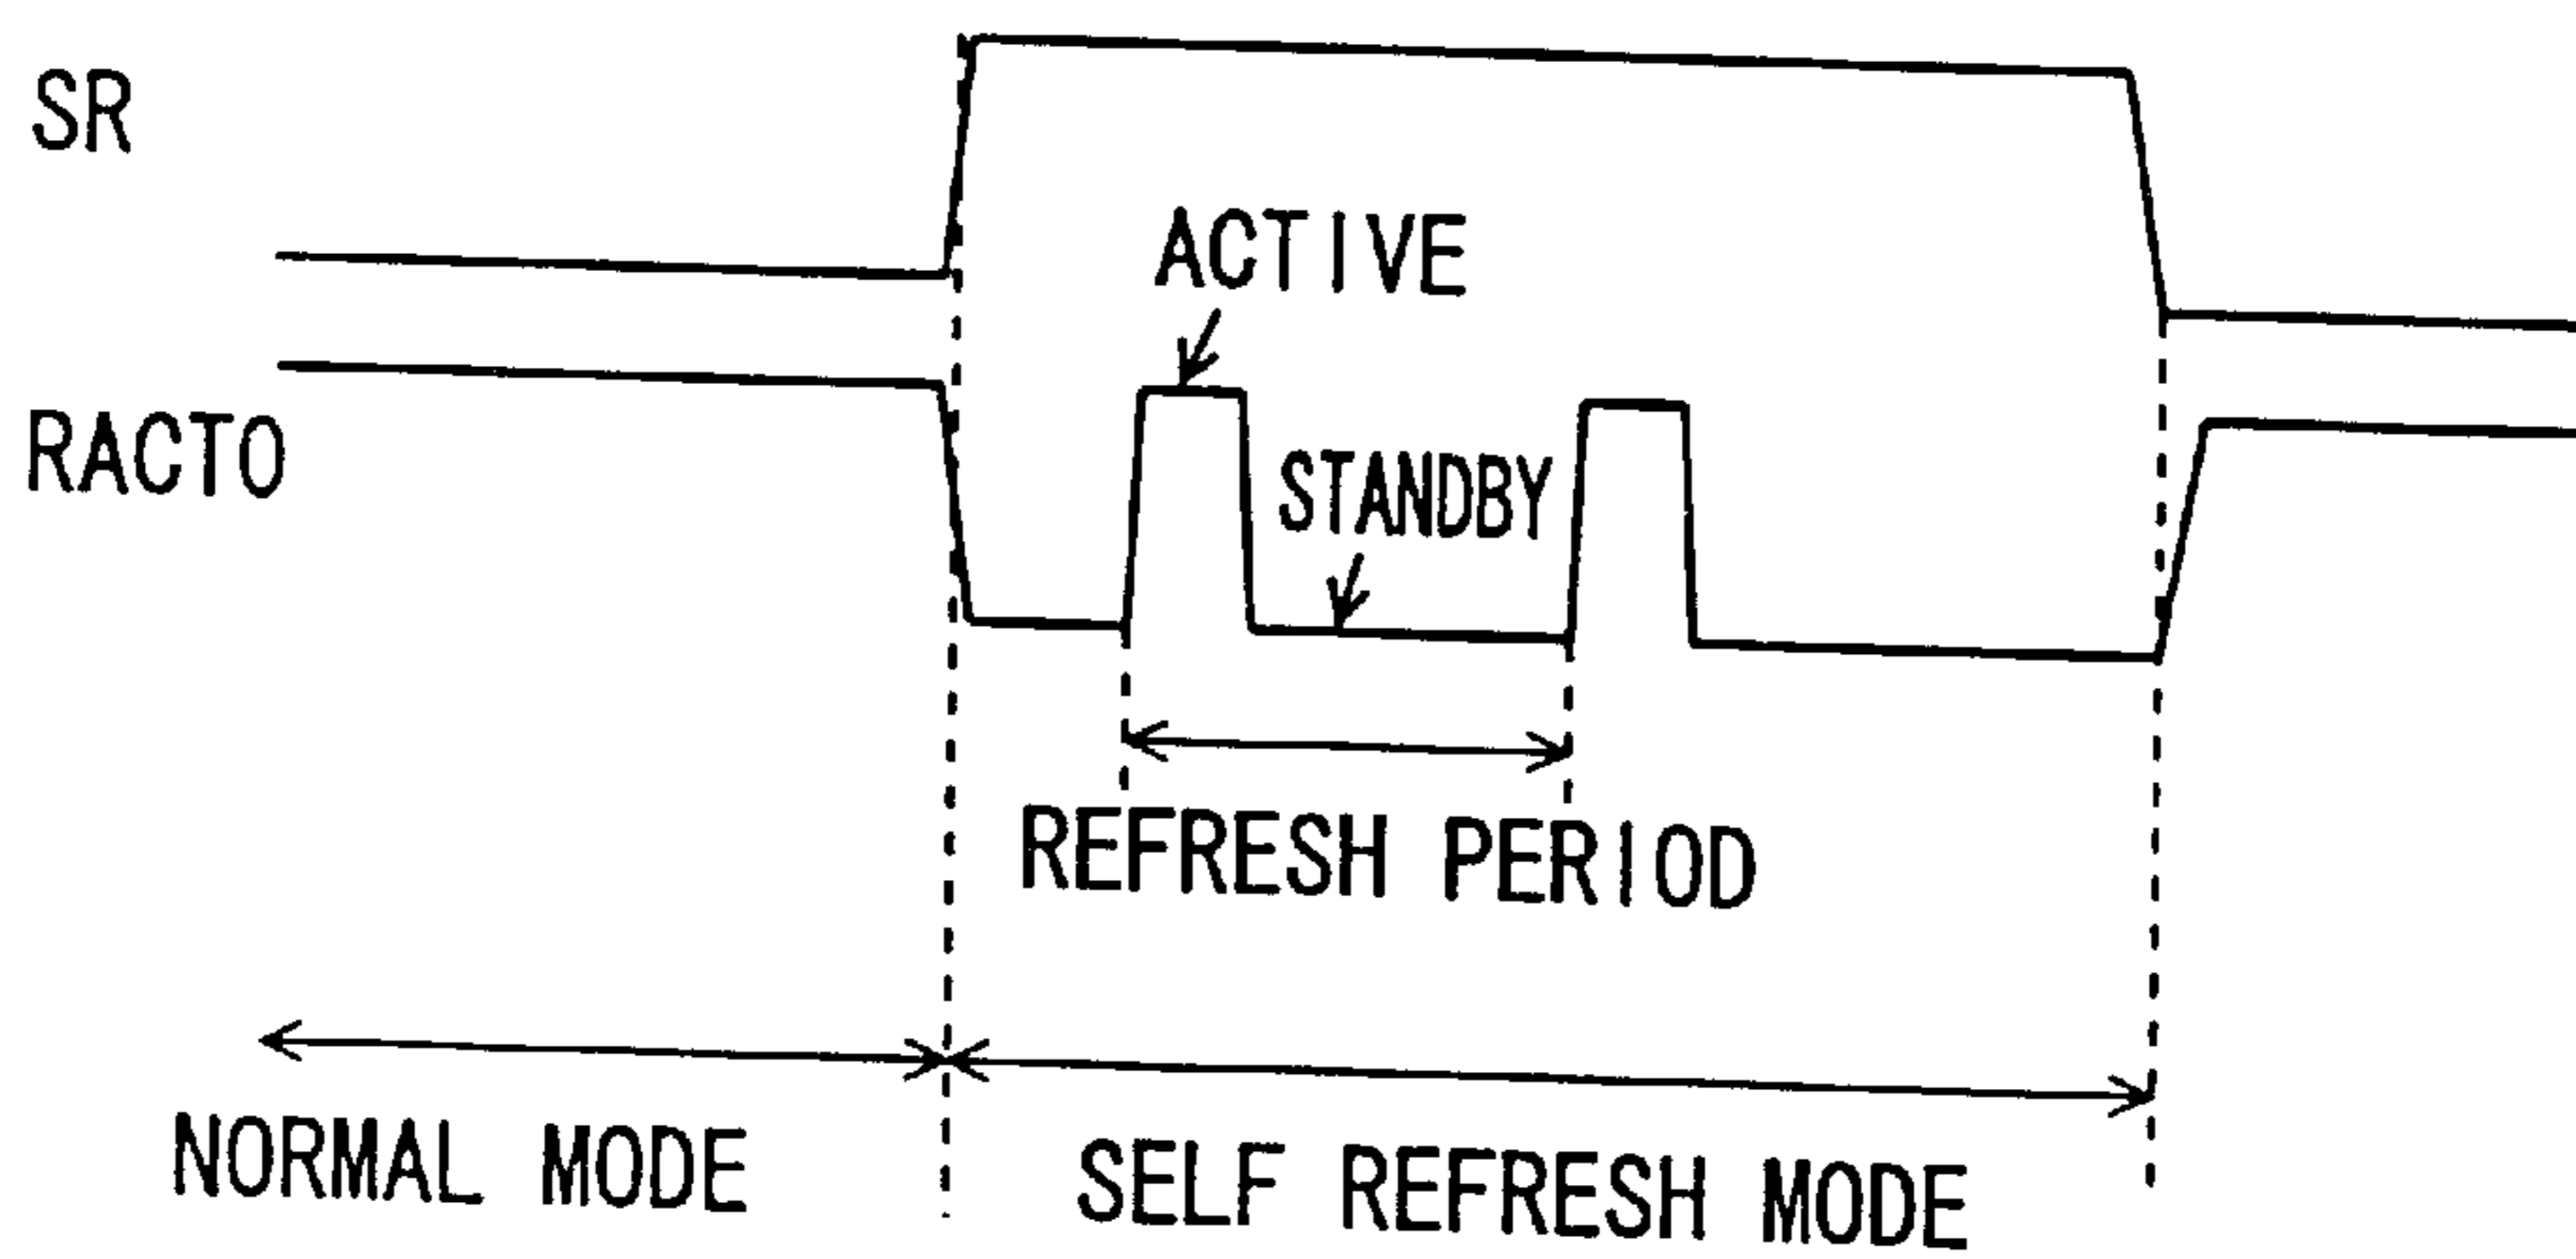 SR
ACTIVE
RACTO
STANDBY
REFRESH PERIOD
NORMAL MODE
SELF REFRESH MODE